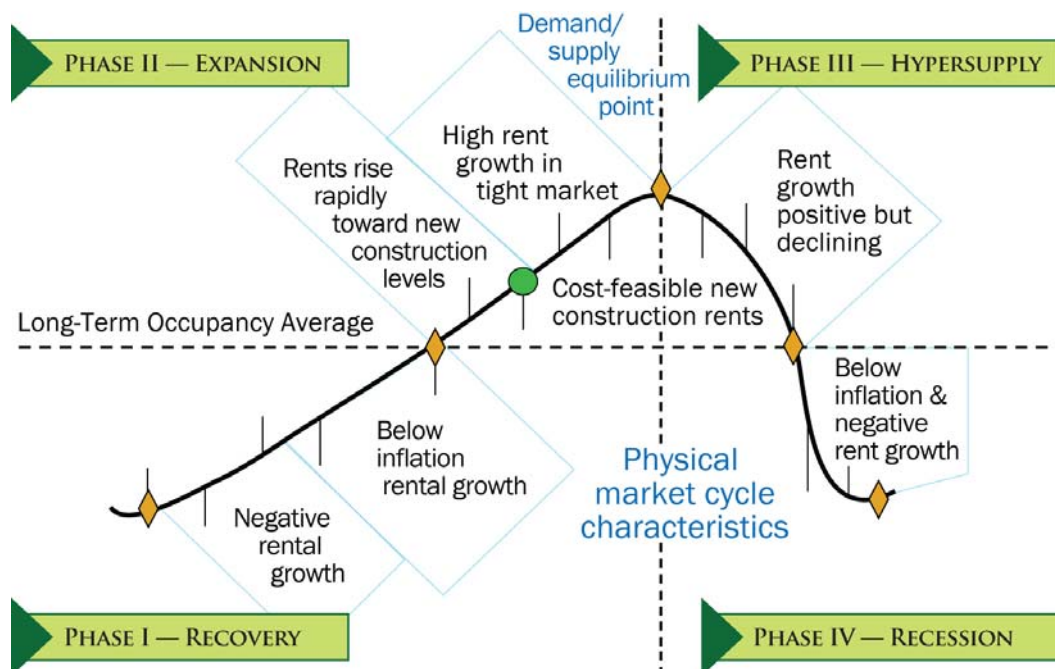 PHASE II — EXPANSION
Demand/
supply
equilibrium
point
PHASE III — HYPERSUPPLY
High rent
growth in
tight market
Rents rise
rapidly
toward new
construction
levels
Rent
growth
positive but
declining
Cost-feasible new
construction rents
Long-Term Occupancy Average
Below
inflation
rental growth
Below
inflation &
negative
rent growth
Physical
market cycle
characteristics
Negative
rental
growth
PHASE I — RECOVERY
PHASE IV — RECESSION